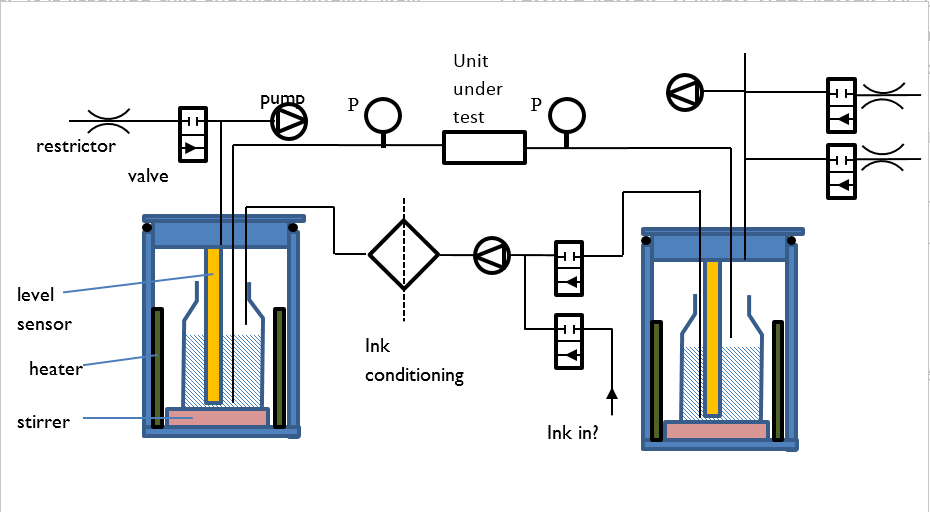 Unit
under
test
pump
P
P
restrictor
valve
level
sensor
heater
stirrer
Ink
conditioning
Ink in?